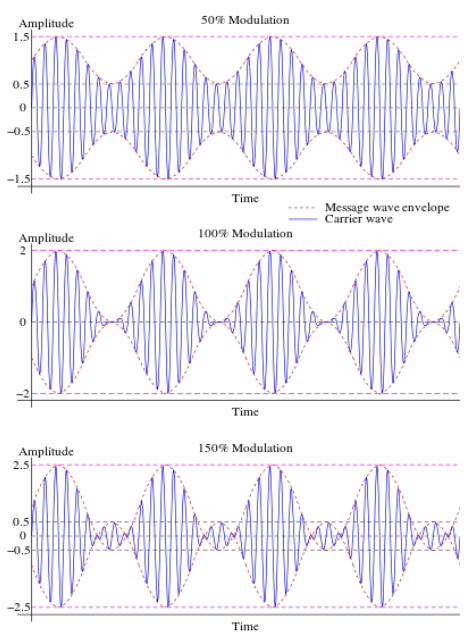 50% Modulation
Amplitude
1.5
0.5
0
−0.5
−1.5
Time
Message wave envelope
Carrier wave
100% Modulation
Amplitude
2
0
−2
Time
150% Modulation
Amplitude
2.5
0.5
0
−0.5
−2.5
Time